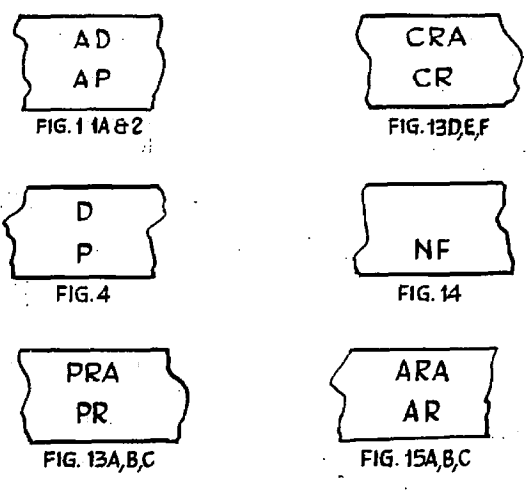 AD
AP
FIG. 1 1A & 2
CRA
CR
FIG. 13D,E,F
D
P
FIG. 4
NF
FIG. 14
PRA
PR
FIG. 13A,B,C
ARA
AR
FIG. 15A,B,C